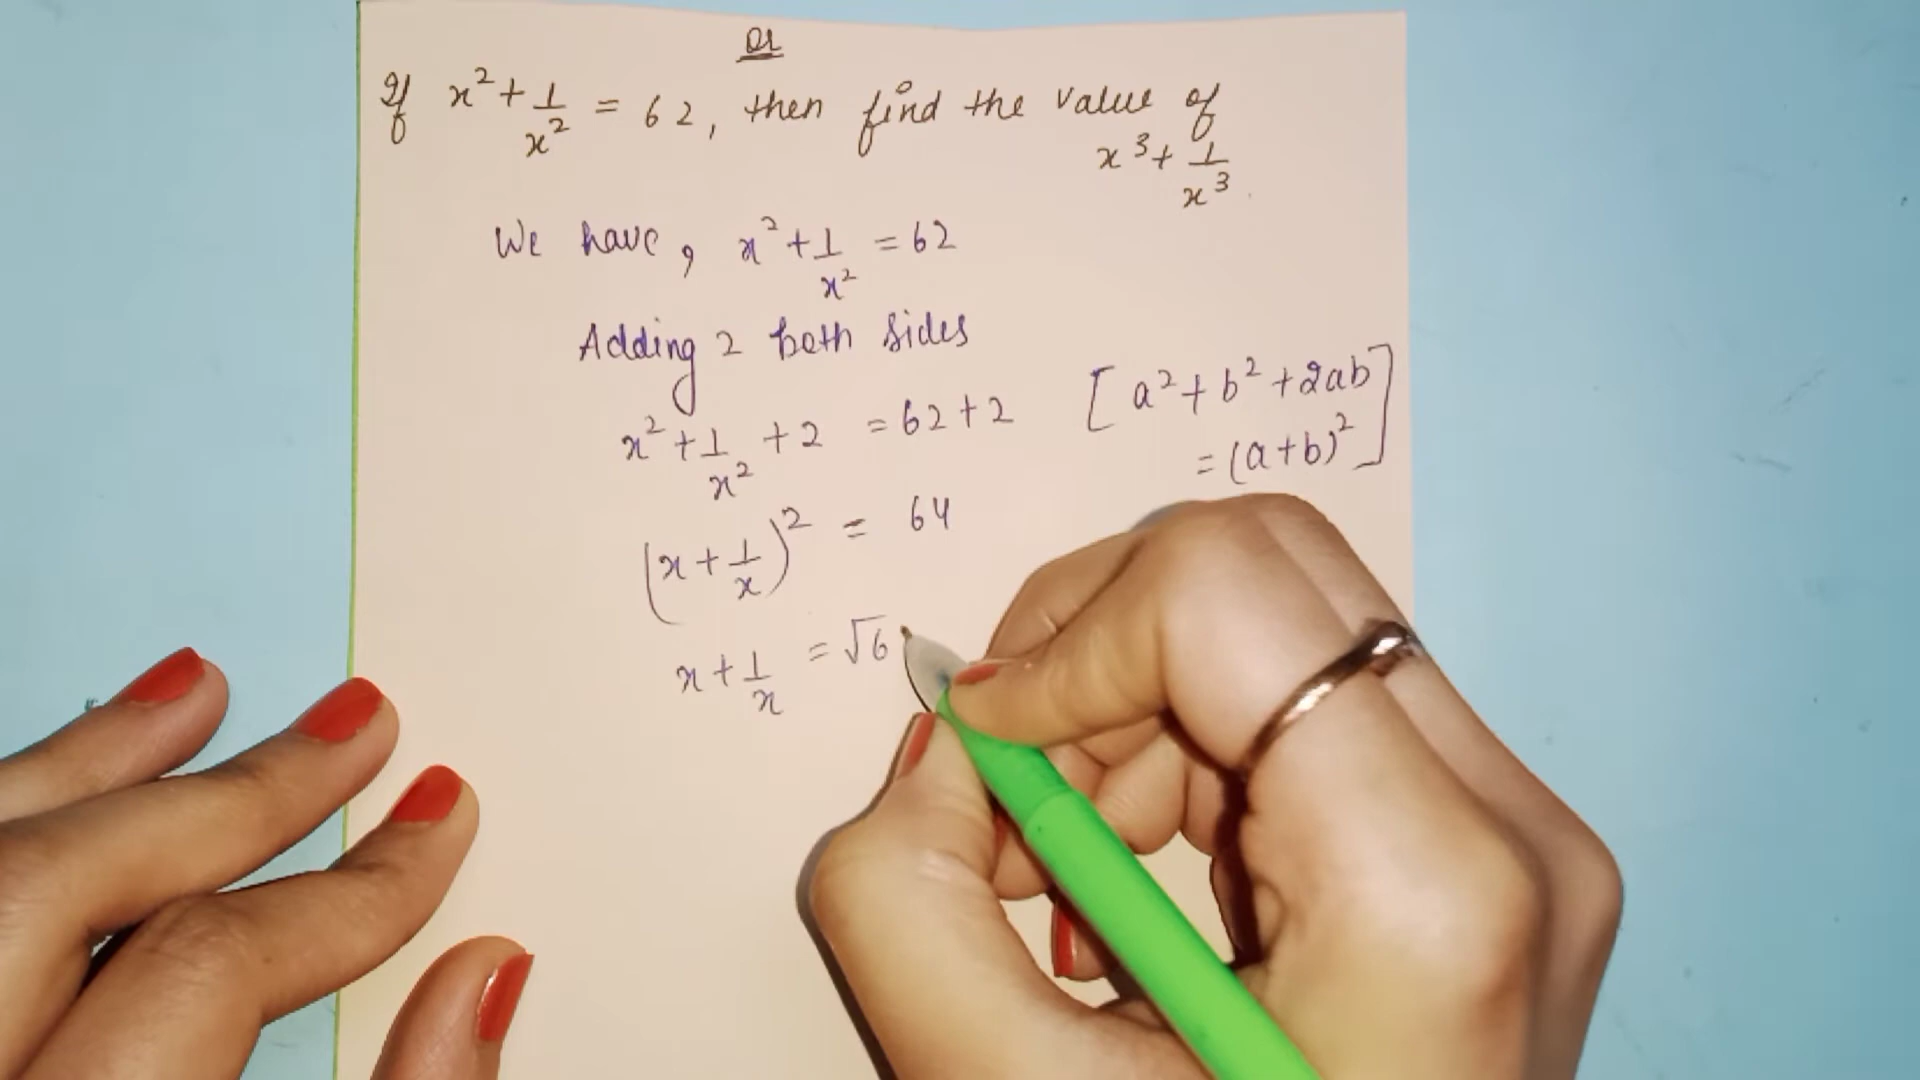 Or
If x² + 1/x² = 62, then find the value of
x³ + 1/x³.
We have, x² + 1/x² = 62
Adding 2 both sides
x² + 1/x² + 2 = 62 + 2 [a² + b² + 2ab
= (a+b)²]
(x + 1/x)² = 64
x + 1/x = √6